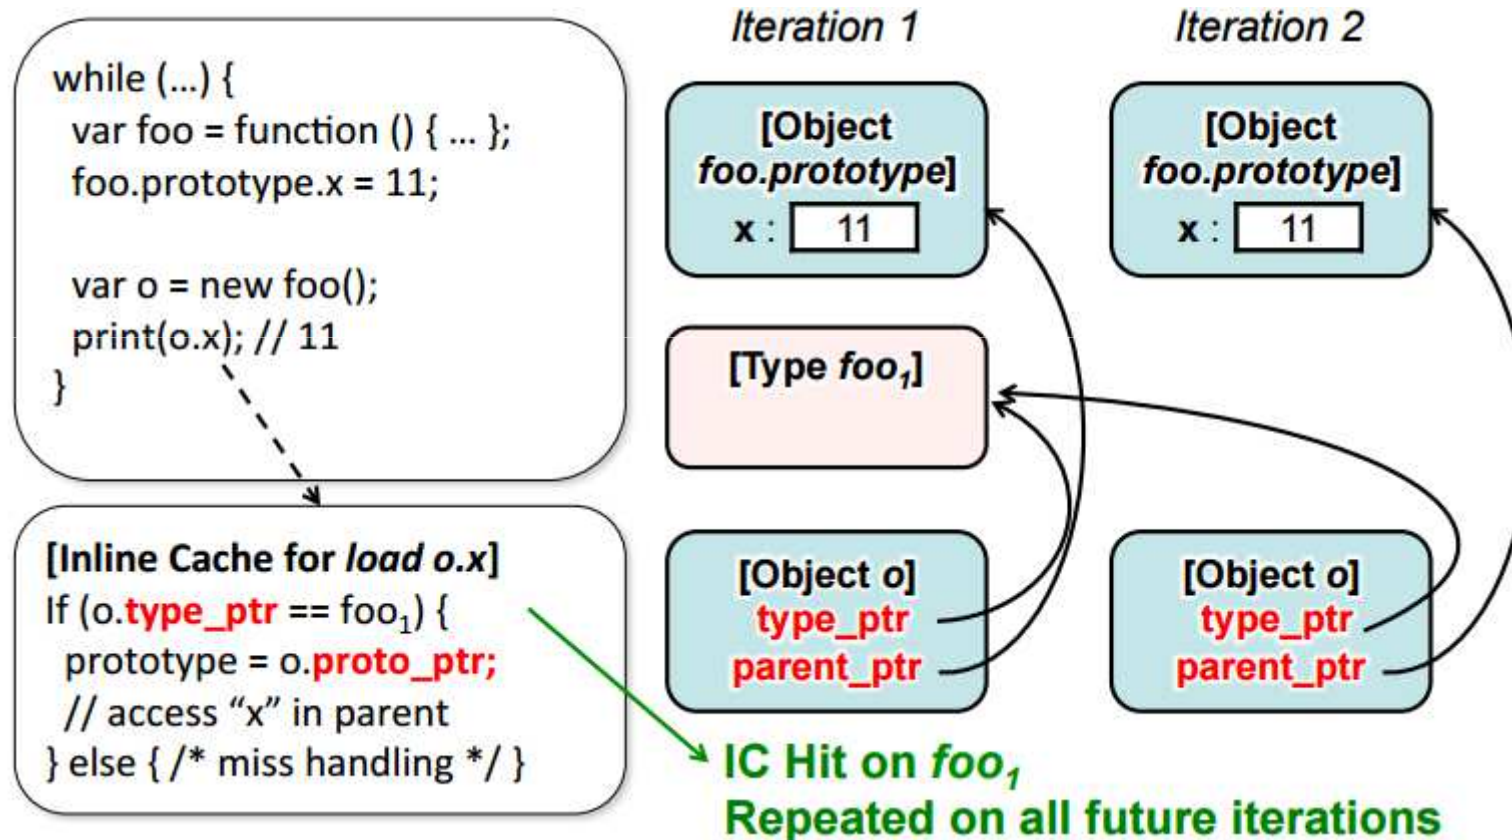 while (...) {
var foo = function () { ... };
foo.prototype.x = 11;
var o = new foo();
print(o.x); // 11
}
[Inline Cache for load o.x]
If (o.type_ptr == foo₁) {
prototype = o.proto_ptr;
// access “x” in parent
} else { /* miss handling */ }
Iteration 1
[Object
foo.prototype]
x : 11
[Type foo₁]
[Object o]
type_ptr
parent_ptr
Iteration 2
[Object
foo.prototype]
x : 11
[Object o]
type_ptr
parent_ptr
IC Hit on foo₁
Repeated on all future iterations